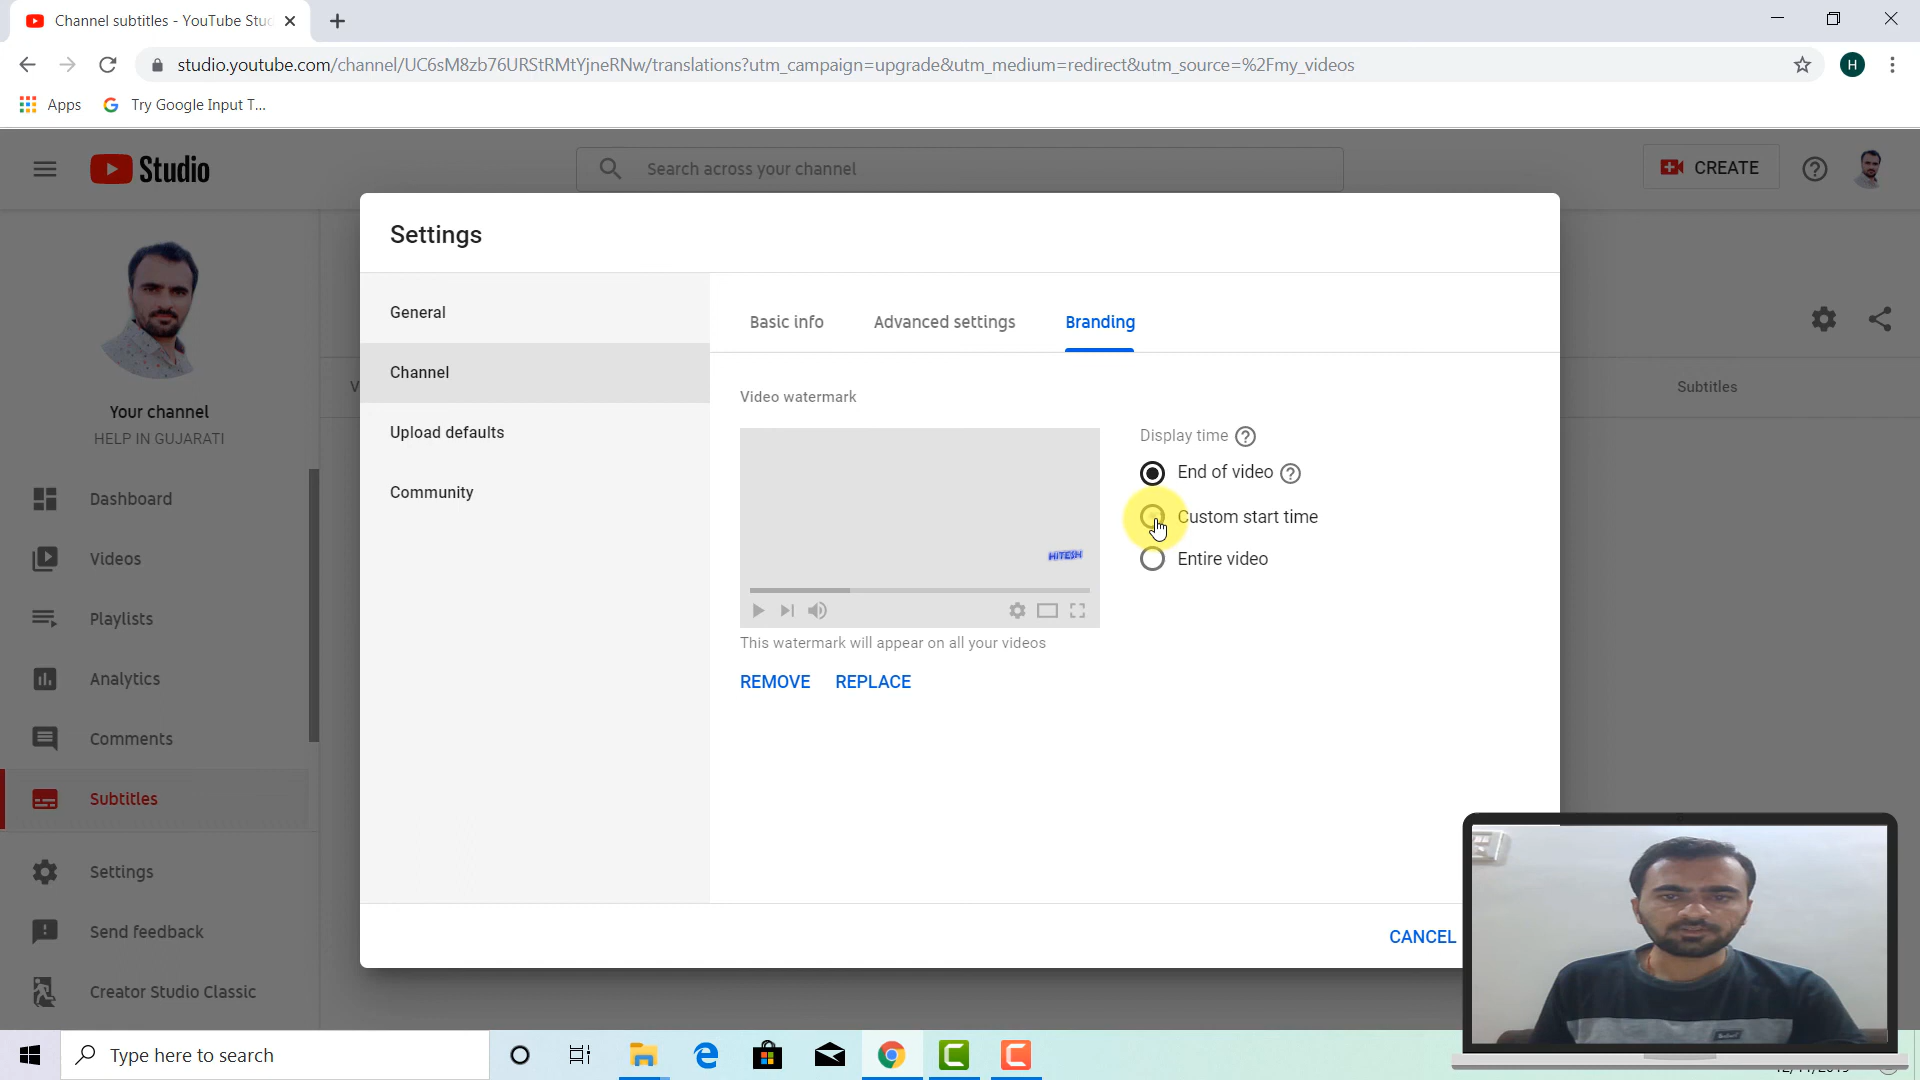 Channel subtitles - YouTube Stud
studio.youtube.com/channel/UC6sM8zb76URStRMtYjneRNw/translations?utm_campaign=upgrade&utm_medium=redirect&utm_source=%2Fmy_videos
H
Apps
Try Google Input T...
Studio
Search across your channel
CREATE
Settings
General
Channel
Upload defaults
Community
Basic info
Advanced settings
Branding
Video watermark
HITESH
This watermark will appear on all your videos
REMOVE
REPLACE
Display time
End of video
Custom start time
Entire video
CANCEL
Your channel
HELP IN GUJARATI
V
Subtitles
Dashboard
Videos
Playlists
Analytics
Comments
Subtitles
Settings
Send feedback
Creator Studio Classic
Type here to search